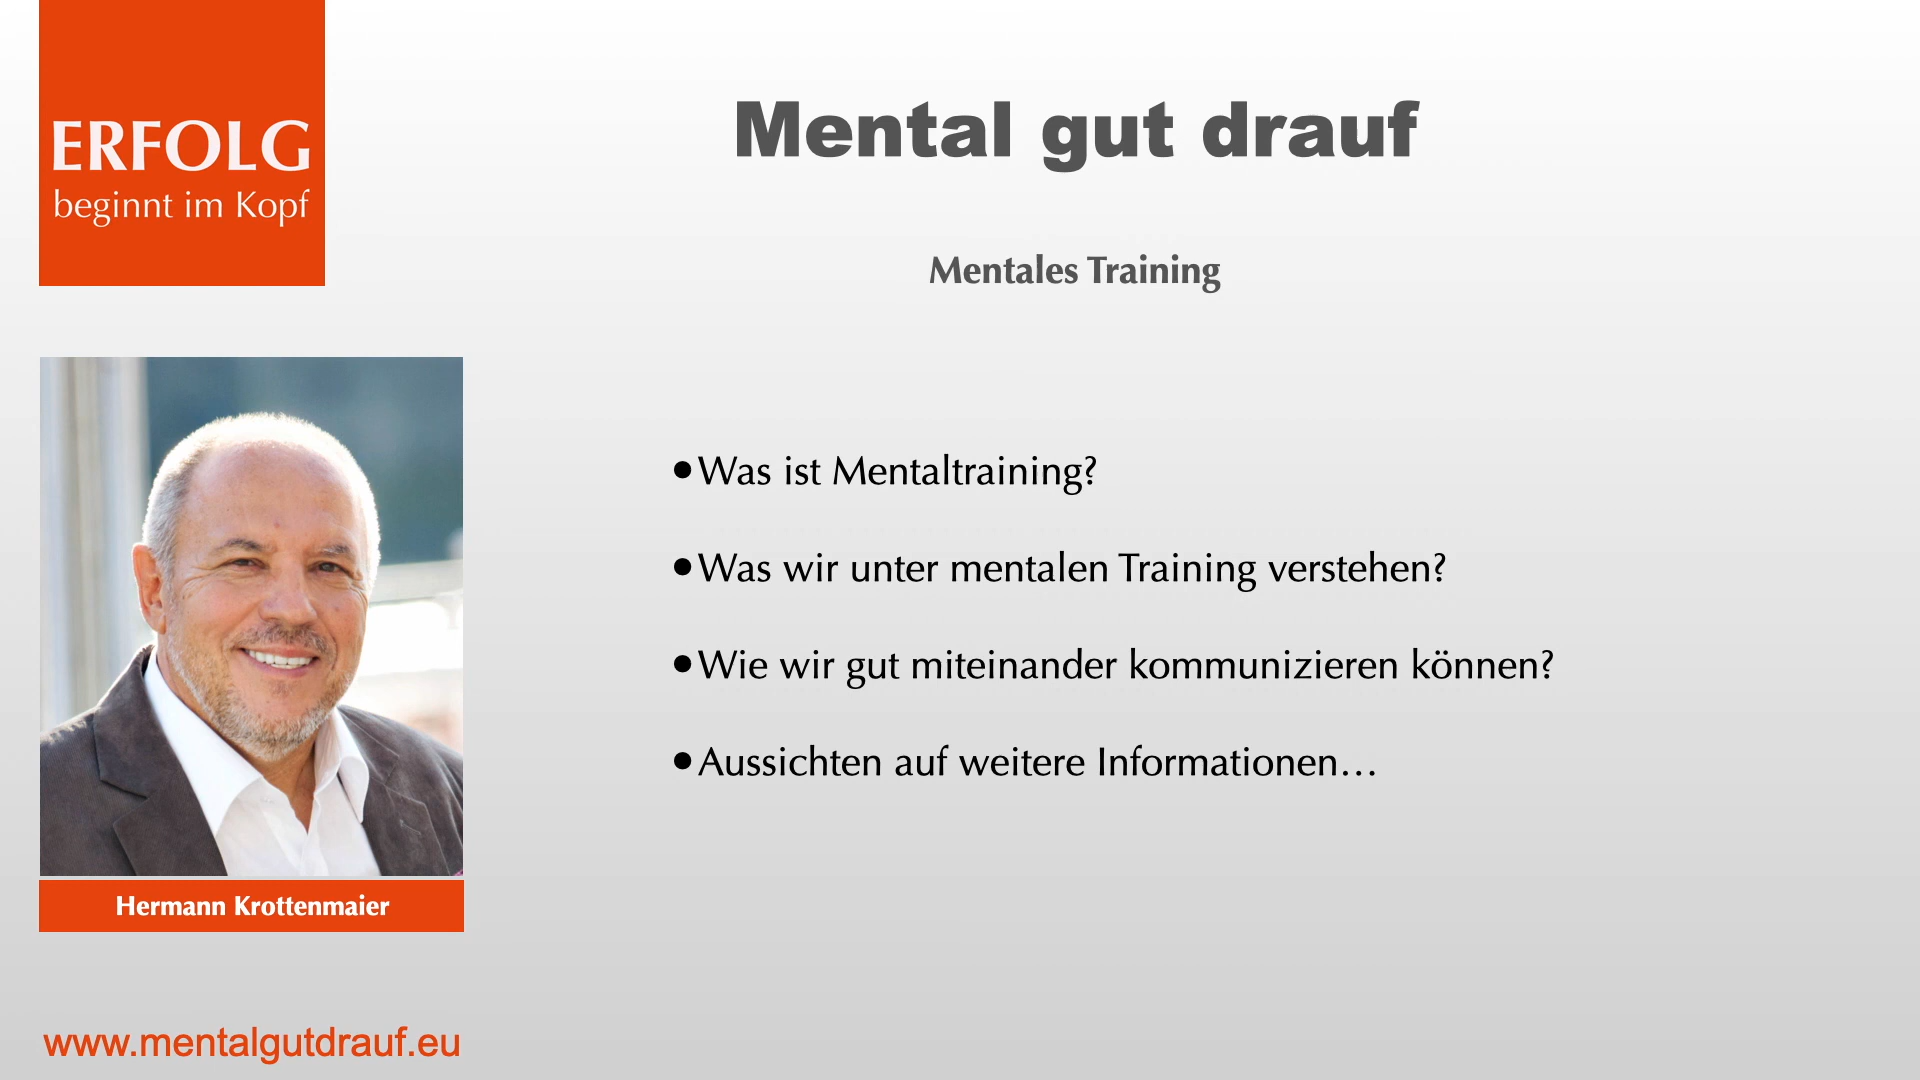 ERFOLG
beginnt im Kopf
Mental gut drauf
Mentales Training
•Was ist Mentaltraining?
•Was wir unter mentalen Training verstehen?
•Wie wir gut miteinander kommunizieren können?
•Aussichten auf weitere Informationen…
Hermann Krottenmaier
www.mentalgutdrauf.eu